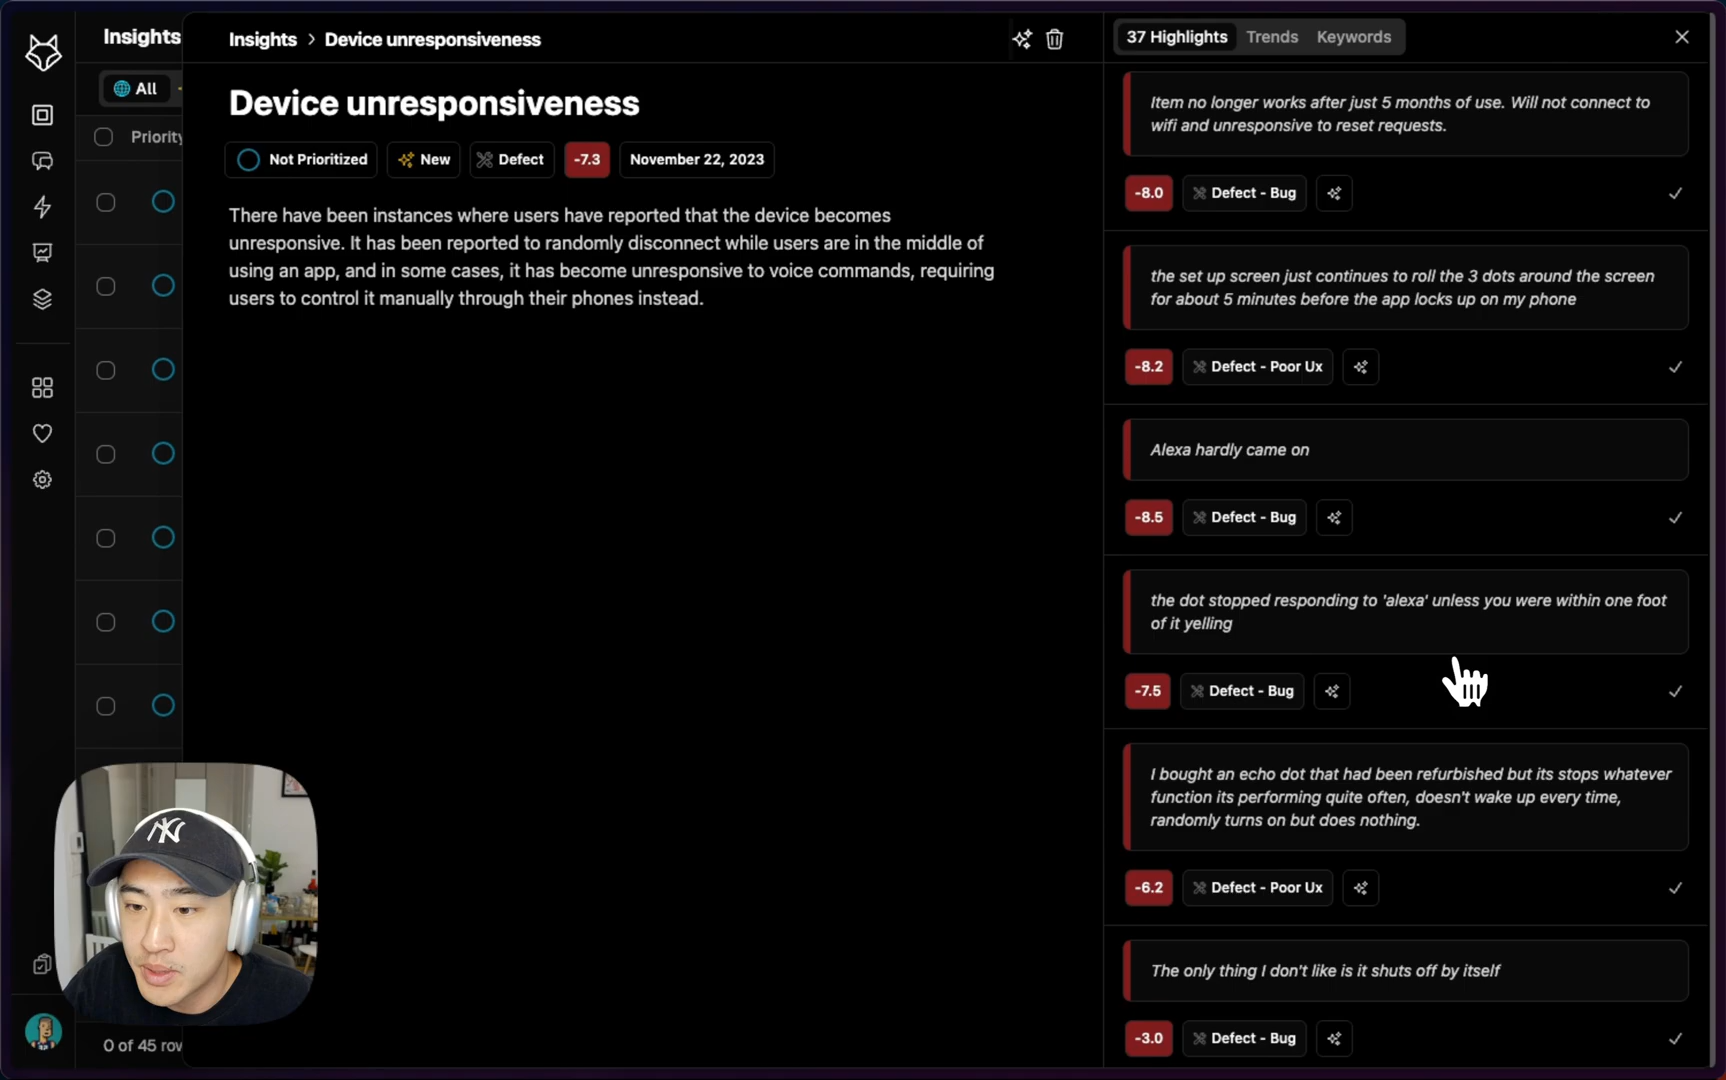 Insights
All
Priority
0 of 45 row
Insights > Device unresponsiveness
Device unresponsiveness
Not Prioritized
New
Defect
-7.3
November 22, 2023
There have been instances where users have reported that the device becomes
unresponsive. It has been reported to randomly disconnect while users are in the middle of
using an app, and in some cases, it has become unresponsive to voice commands, requiring
users to control it manually through their phones instead.
37 Highlights
Trends
Keywords
Item no longer works after just 5 months of use. Will not connect to
wifi and unresponsive to reset requests.
-8.0
Defect - Bug
the set up screen just continues to roll the 3 dots around the screen
for about 5 minutes before the app locks up on my phone
-8.2
Defect - Poor Ux
Alexa hardly came on
-8.5
Defect - Bug
the dot stopped responding to 'alexa' unless you were within one foot
of it yelling
-7.5
Defect - Bug
I bought an echo dot that had been refurbished but its stops whatever
function its performing quite often, doesn't wake up every time,
randomly turns on but does nothing.
-6.2
Defect - Poor Ux
The only thing I don't like is it shuts off by itself
-3.0
Defect - Bug
NY